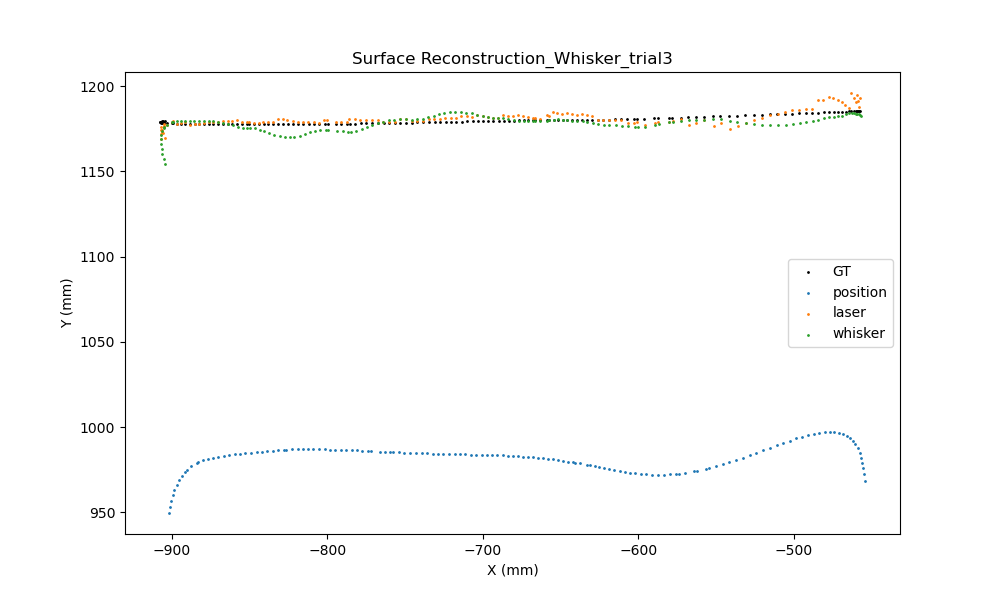 Surface Reconstruction_Whisker_trial3
1200
1150
1100
1050
1000
950
Y (mm)
GT
position
laser
whisker
−900
−800
−700
−600
−500
X (mm)